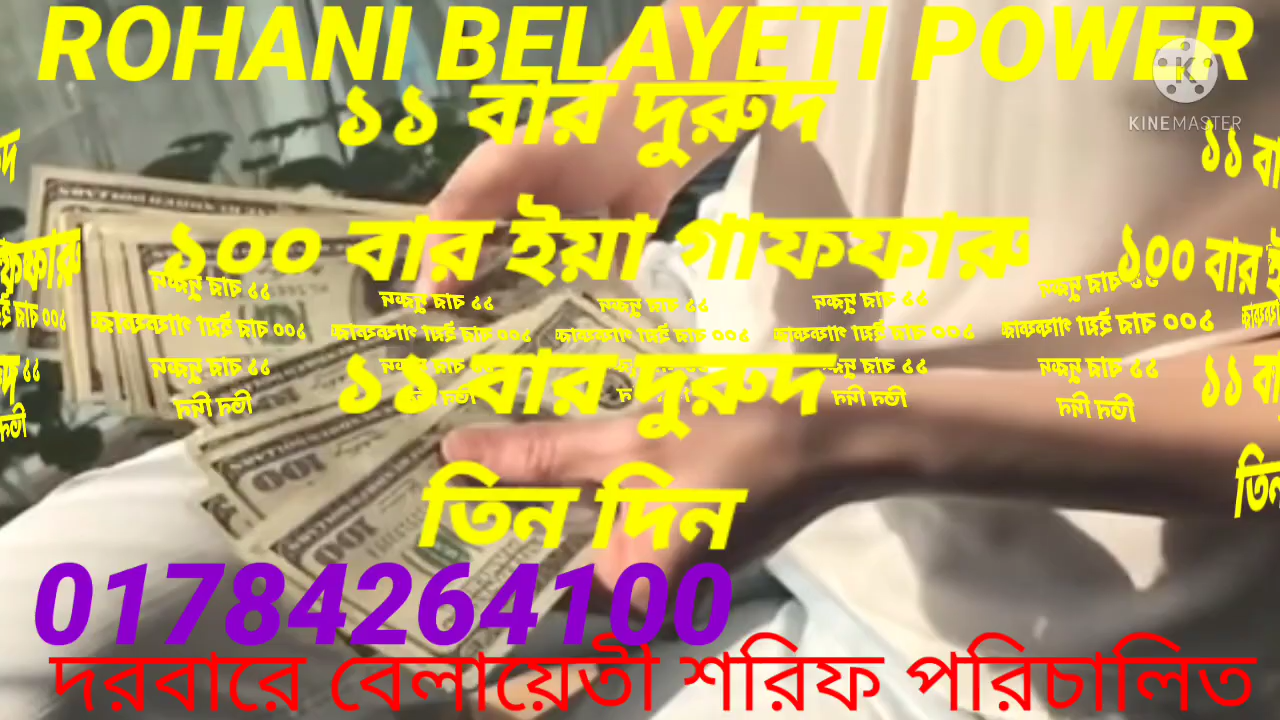 ROHANI BELAYETI POWER
KINEMASTER
১১ বার দুরুদ
১০০ বার ইয়া গাফফারু
১১ বার দুরুদ
তিন দিন
01784264100
দরবারে বেলায়েতী শরিফ পরিচালিত